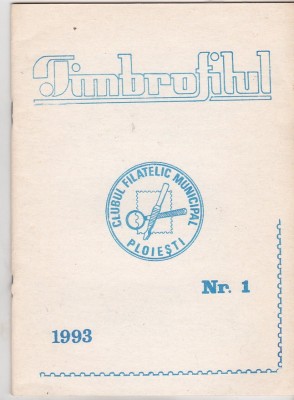 Timbrofilul
CLUBUL FILATELIC MUNICIPAL
PLOIEȘTI
Nr. 1
1993